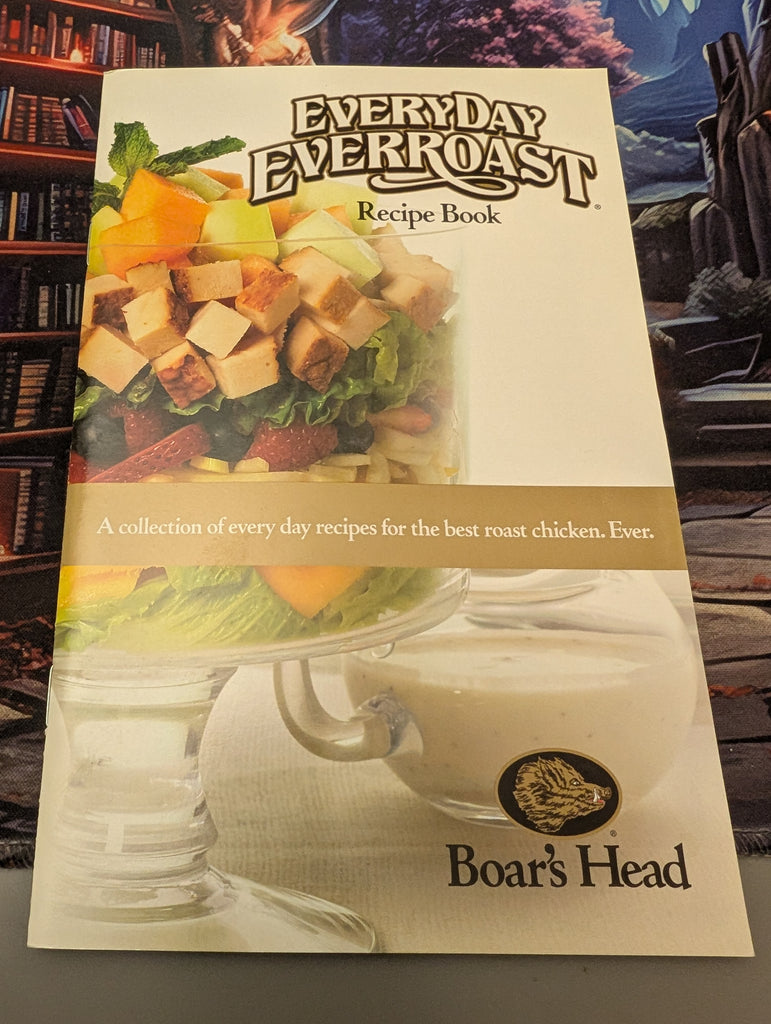 EVERYDAY
EVERROAST®
Recipe Book
A collection of every day recipes for the best roast chicken. Ever.
®
Boar's Head